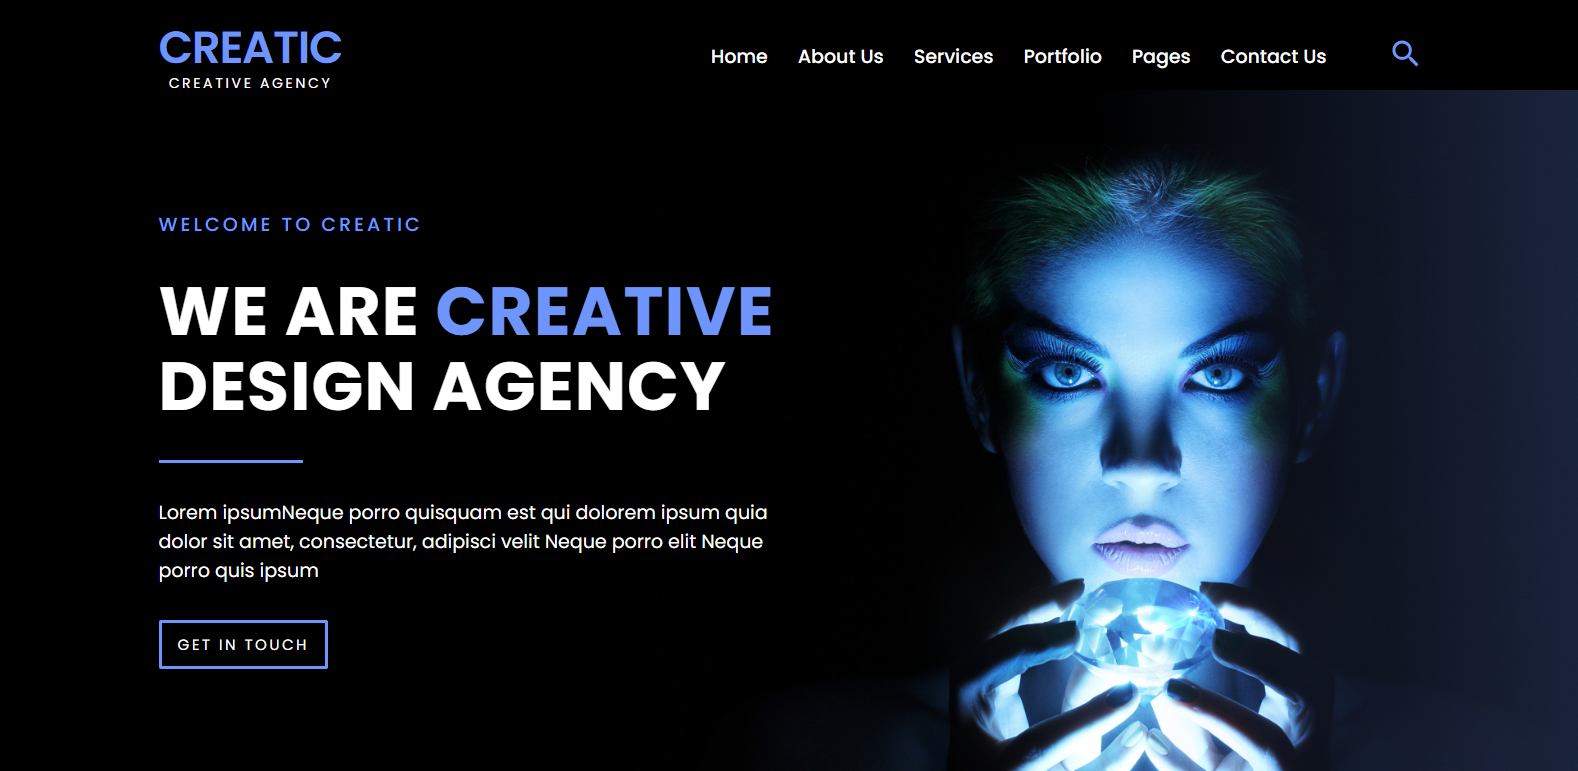 CREATIC
CREATIVE AGENCY
Home About Us Services Portfolio Pages Contact Us
WELCOME TO CREATIC
WE ARE CREATIVE
DESIGN AGENCY
Lorem ipsumNeque porro quisquam est qui dolorem ipsum quia
dolor sit amet, consectetur, adipisci velit Neque porro elit Neque
porro quis ipsum
GET IN TOUCH